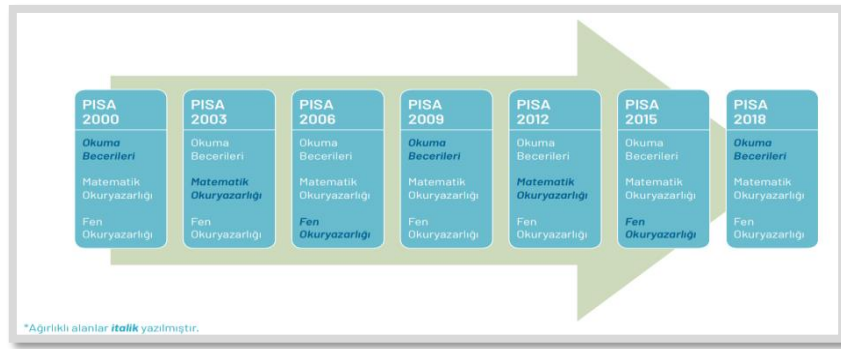 PISA
2000
Okuma
Becerileri
Matematik
Okuryazarlığı
Fen
Okuryazarlığı
PISA
2003
Okuma
Becerileri
Matematik
Okuryazarlığı
Fen
Okuryazarlığı
PISA
2006
Okuma
Becerileri
Matematik
Okuryazarlığı
Fen
Okuryazarlığı
PISA
2009
Okuma
Becerileri
Matematik
Okuryazarlığı
Fen
Okuryazarlığı
PISA
2012
Okuma
Becerileri
Matematik
Okuryazarlığı
Fen
Okuryazarlığı
PISA
2015
Okuma
Becerileri
Matematik
Okuryazarlığı
Fen
Okuryazarlığı
PISA
2018
Okuma
Becerileri
Matematik
Okuryazarlığı
Fen
Okuryazarlığı
*Ağırlıklı alanlar italik yazılmıştır.